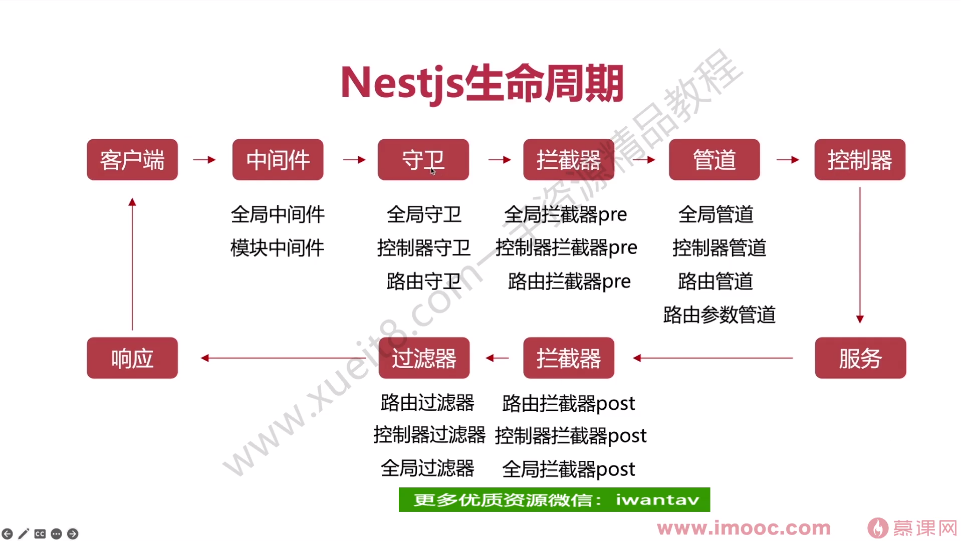 Nestjs生命周期
客户端 中间件 守卫 拦截器 管道 控制器
全局中间件 全局守卫 全局拦截器pre 全局管道
模块中间件 控制器守卫 控制器拦截器pre 控制器管道
路由守卫 路由拦截器pre 路由管道
路由参数管道
响应 过滤器 拦截器 服务
路由过滤器 路由拦截器post
控制器过滤器 控制器拦截器post
全局过滤器 全局拦截器post
www.xueit8.com一手资源精品教程
更多优质资源微信：iwantav
www.imooc.com 慕课网
CC